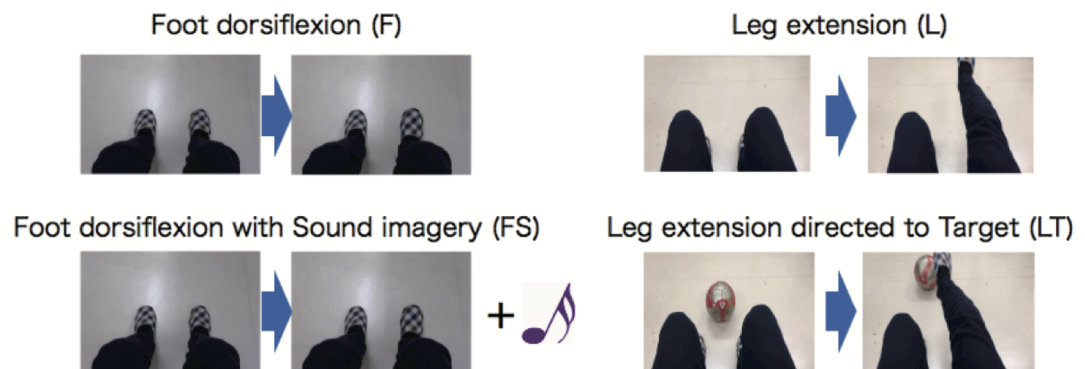 Foot dorsiflexion (F)
Leg extension (L)
Foot dorsiflexion with Sound imagery (FS)
Leg extension directed to Target (LT)
+